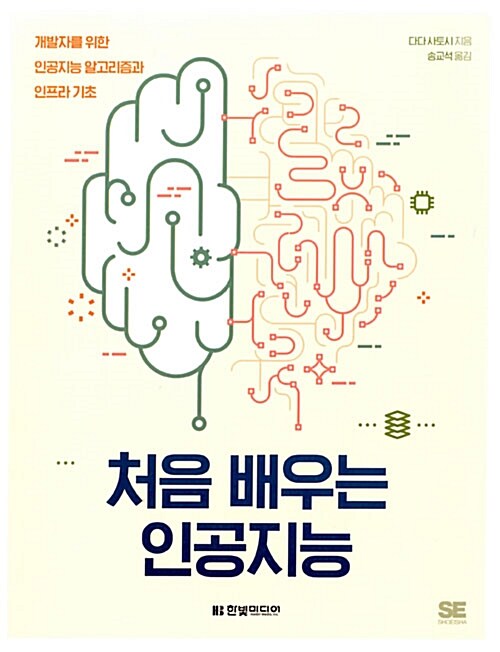 개발자를 위한
인공지능 알고리즘과
인프라 기초
다다 사토시 지음
송교석 옮김
처음 배우는
인공지능
HB 한빛미디어
SE
SHOEISHA